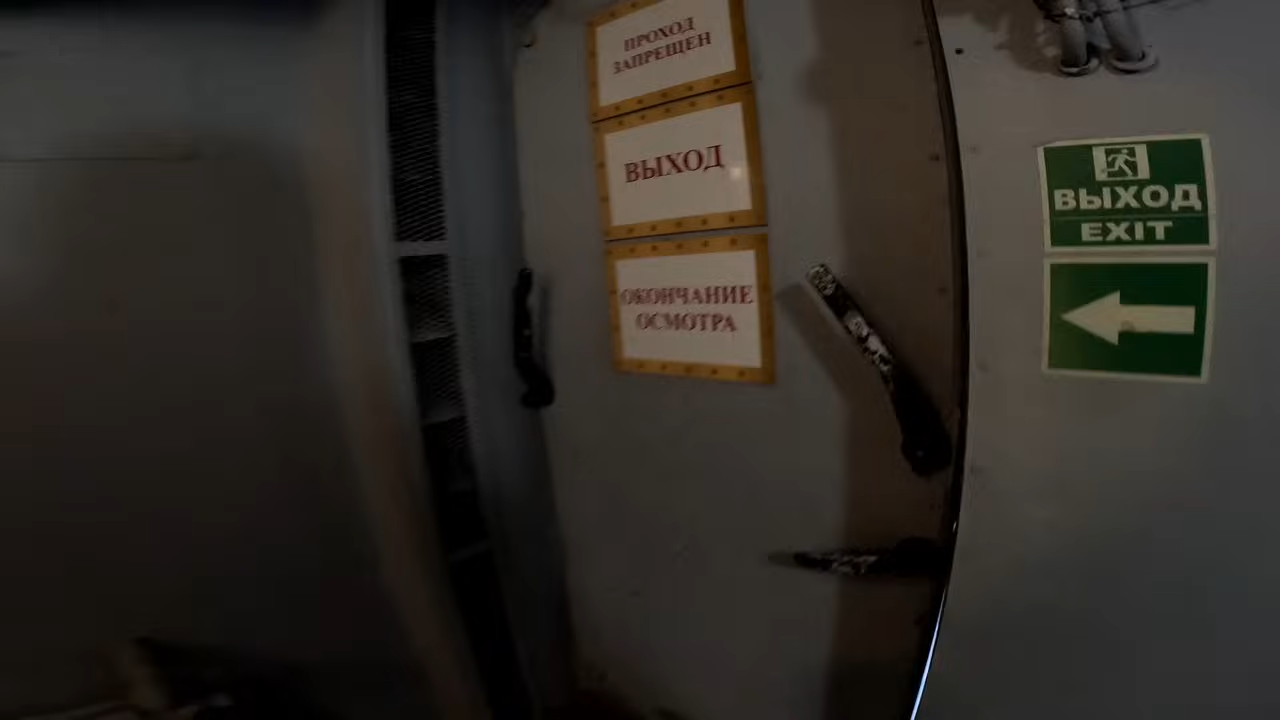 ПРОХОД
ЗАПРЕЩЕН
ВЫХОД
ОКОНЧАНИЕ
ОСМОТРА
ВЫХОД
EXIT